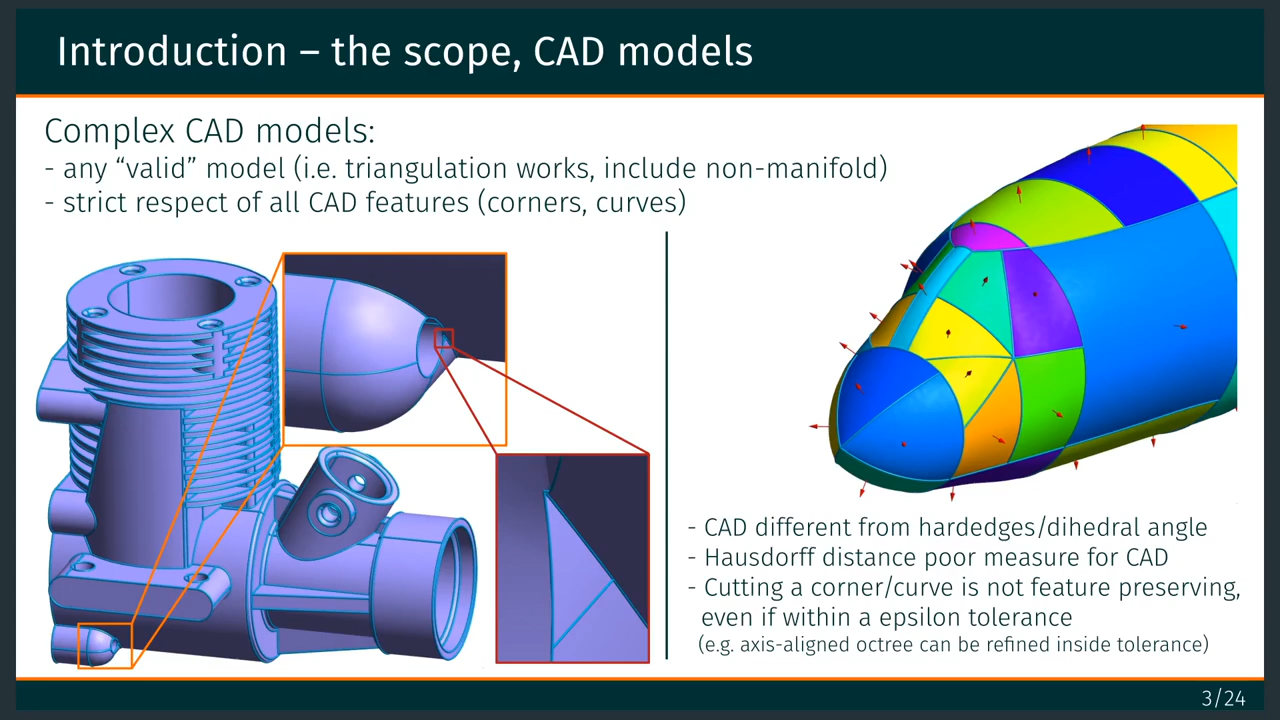 Introduction – the scope, CAD models
Complex CAD models:
- any “valid” model (i.e. triangulation works, include non-manifold)
- strict respect of all CAD features (corners, curves)
- CAD different from hardedges/dihedral angle
- Hausdorff distance poor measure for CAD
- Cutting a corner/curve is not feature preserving,
even if within a epsilon tolerance
(e.g. axis-aligned octree can be refined inside tolerance)
3/24